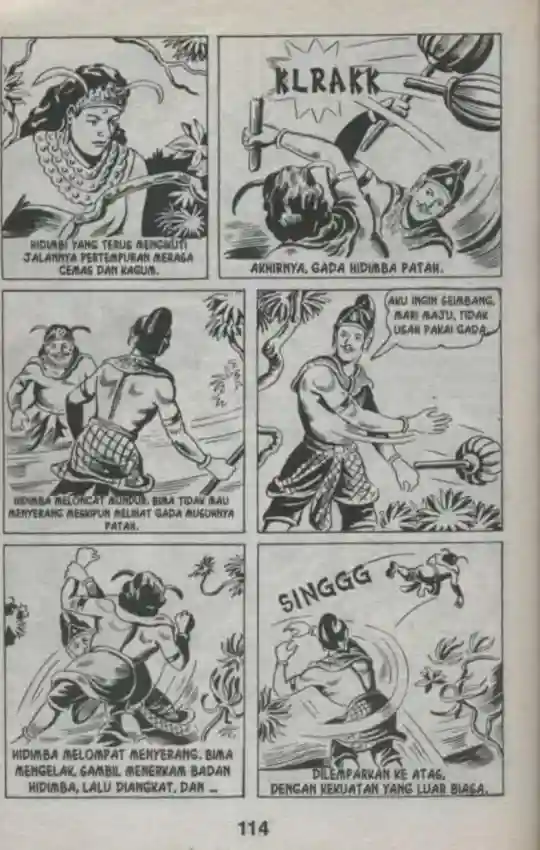 HIDIMBI YANG TERUS MENGIKUTI
JALANNYA PERTEMPURAN MERASA
CEMAS DAN KAGUM.
KLRAKK
AKHIRNYA, GADA HIDIMBA PATAH.
HIDIMBA MELONCAT MUNDUR. BIMA TIDAK MAU
MENYERANG MESKIPUN MELIHAT GADA MUSUHNYA
PATAH.
AKU INGIN SEIMBANG,
MARI MAJU, TIDAK
USAH PAKAI GADA.
HIDIMBA MELOMPAT MENYERANG. BIMA
MENGELAK, SAMBIL MENERKAM BADAN
HIDIMBA, LALU DIANGKAT, DAN ...
SINGGG
DILEMPARKAN KE ATAS,
DENGAN KEKUATAN YANG LUAR BIASA.
114